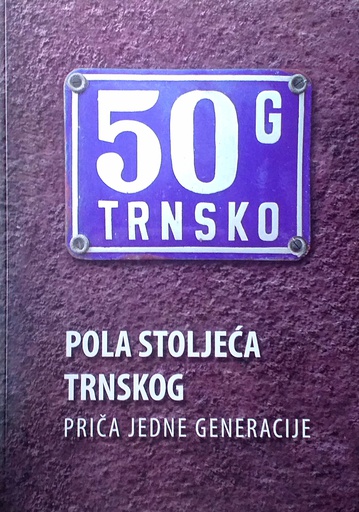 50 G
TRNSKO
POLA STOLJEĆA
TRNSKOG
PRIČA JEDNE GENERACIJE